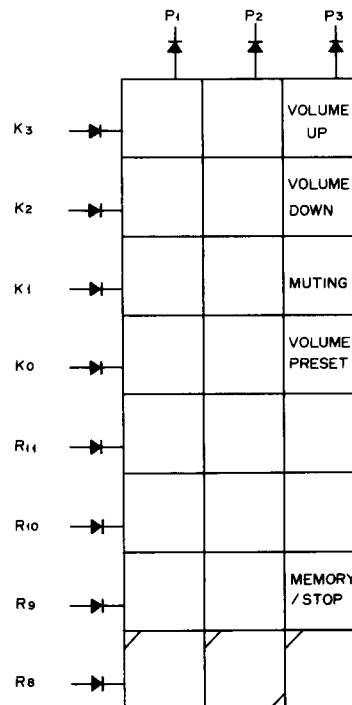 P1 P2 P3
K3
VOLUME
UP
K2
VOLUME
DOWN
K1
MUTING
K0
VOLUME
PRESET
R11
R10
R9
MEMORY
/ STOP
R8